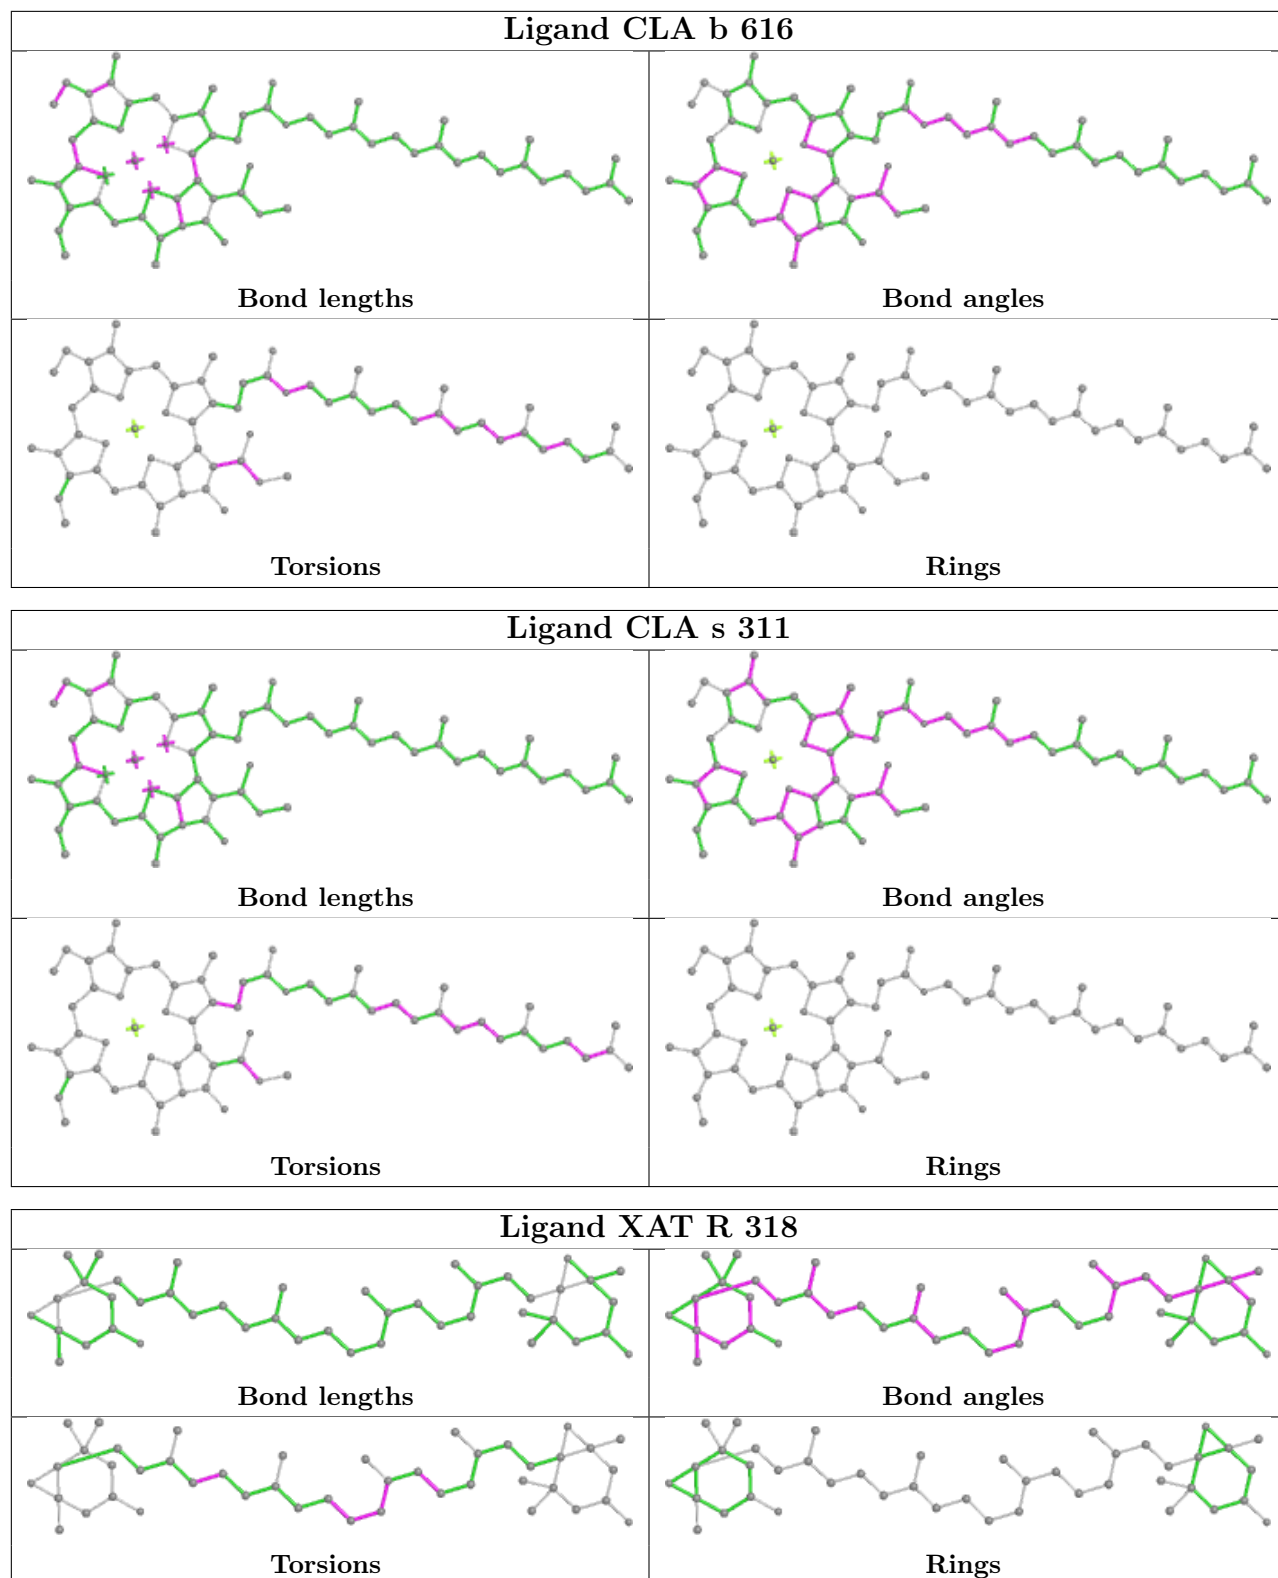 Ligand CLA b 616
Bond lengths
Bond angles
Torsions
Rings
Ligand CLA s 311
Bond lengths
Bond angles
Torsions
Rings
Ligand XAT R 318
Bond lengths
Bond angles
Torsions
Rings